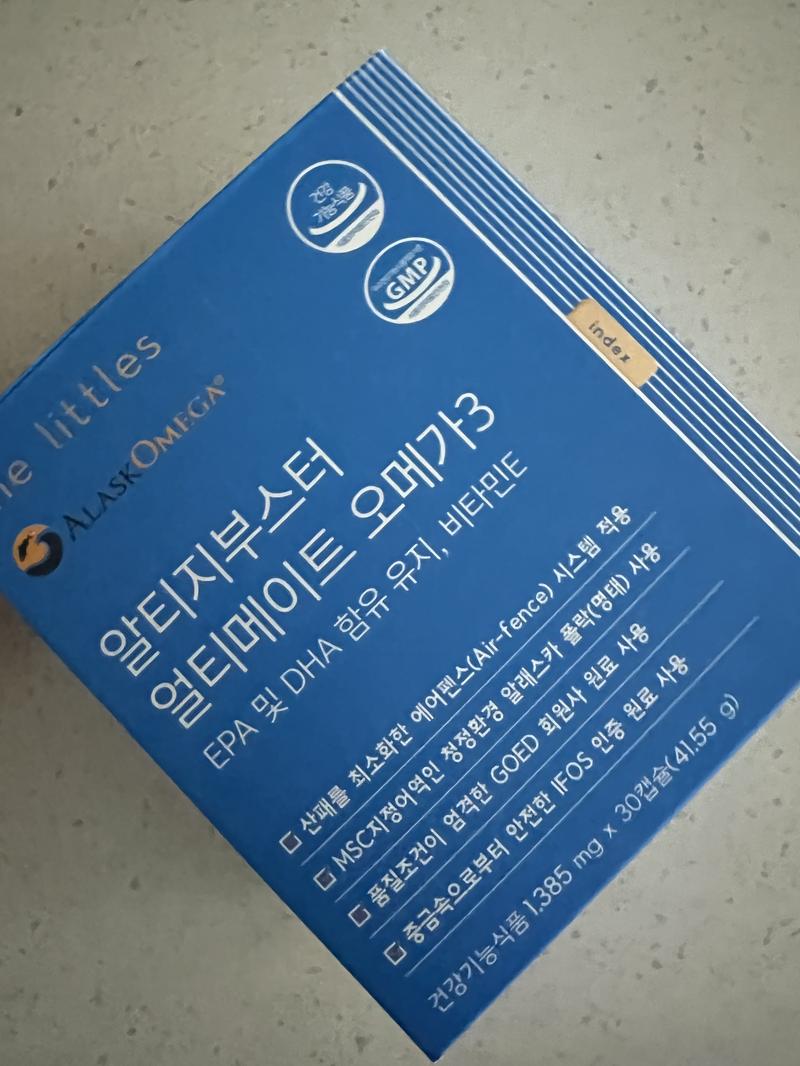 건강
기능식품
GMP
index
he littles
ALASKOMEGA®
알티지부스터
얼티메이트 오메가3
EPA 및 DHA 함유 유지, 비타민E
산패를 최소화한 에어펜스(Air-fence) 시스템 적용
MSC지정어역인 청정환경 알래스카 폴락(명태) 사용
품질조건이 엄격한 GOED 회원사 원료 사용
중금속으로부터 안전한 IFOS 인증 원료 사용
건강기능식품 1,385 mg x 30캡슐(41.55 g)